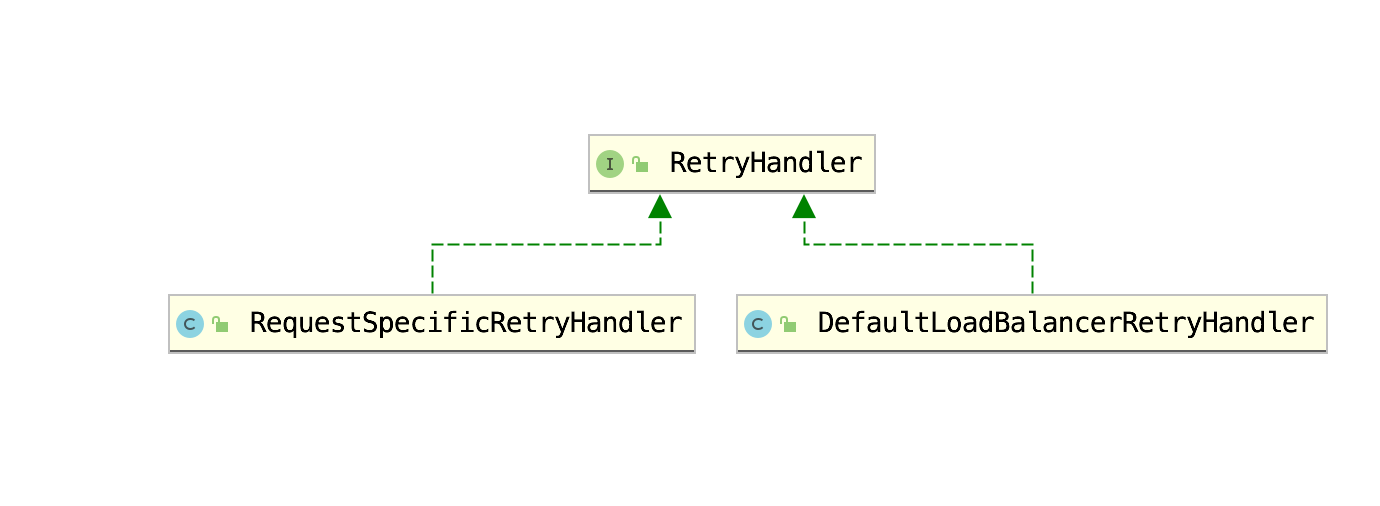 I RetryHandler
C RequestSpecificRetryHandler
C DefaultLoadBalancerRetryHandler